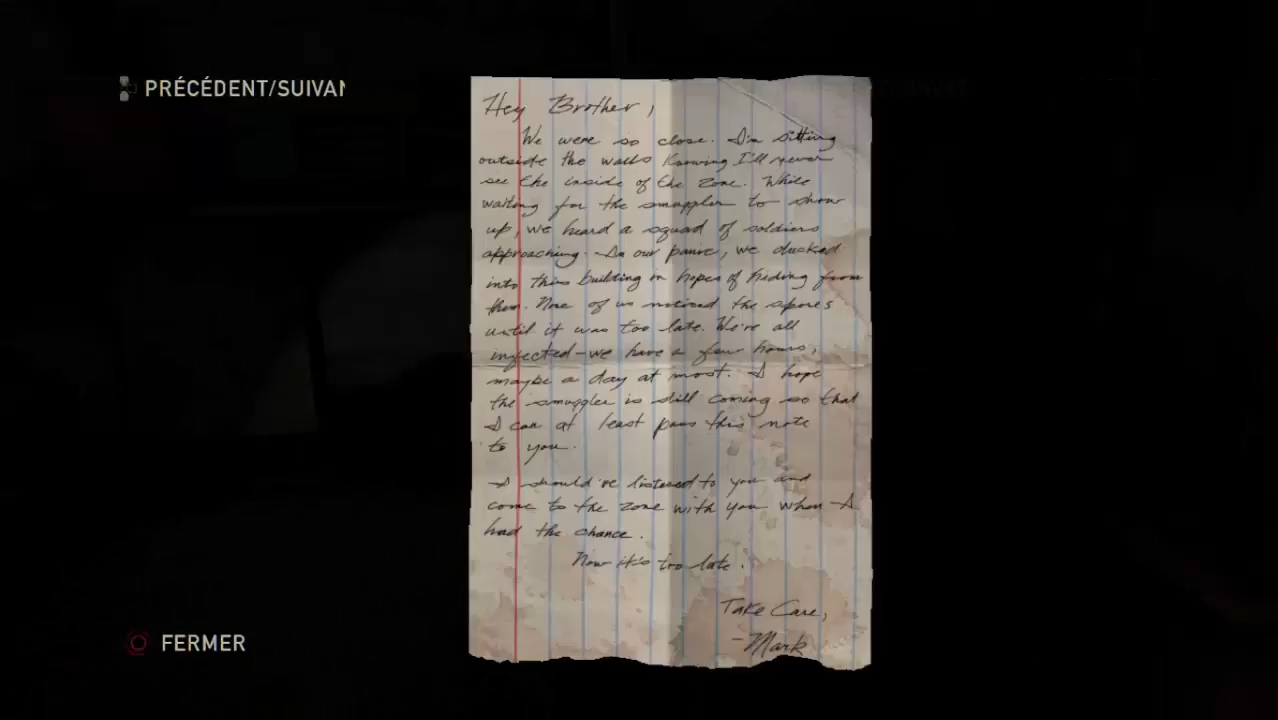 PRÉCÉDENT/SUIVAN
Hey Brother,
We were so close. I'm sitting
outside the walls knowing I'll never
see the inside of the zone. While
waiting for the smuggler to show
up, we heard a squad of soldiers
approaching. In our panic, we ducked
into this building in hopes of hiding from
them. None of us noticed the spores
until it was too late. We're all
infected-we have a few hours,
maybe a day at most. I hope
the smuggler is still coming so that
I can at least pass this note
to you.
I should've listened to you and
come to the zone with you when I
had the chance.
Now it's too late.
Take Care,
-Mark
FERMER